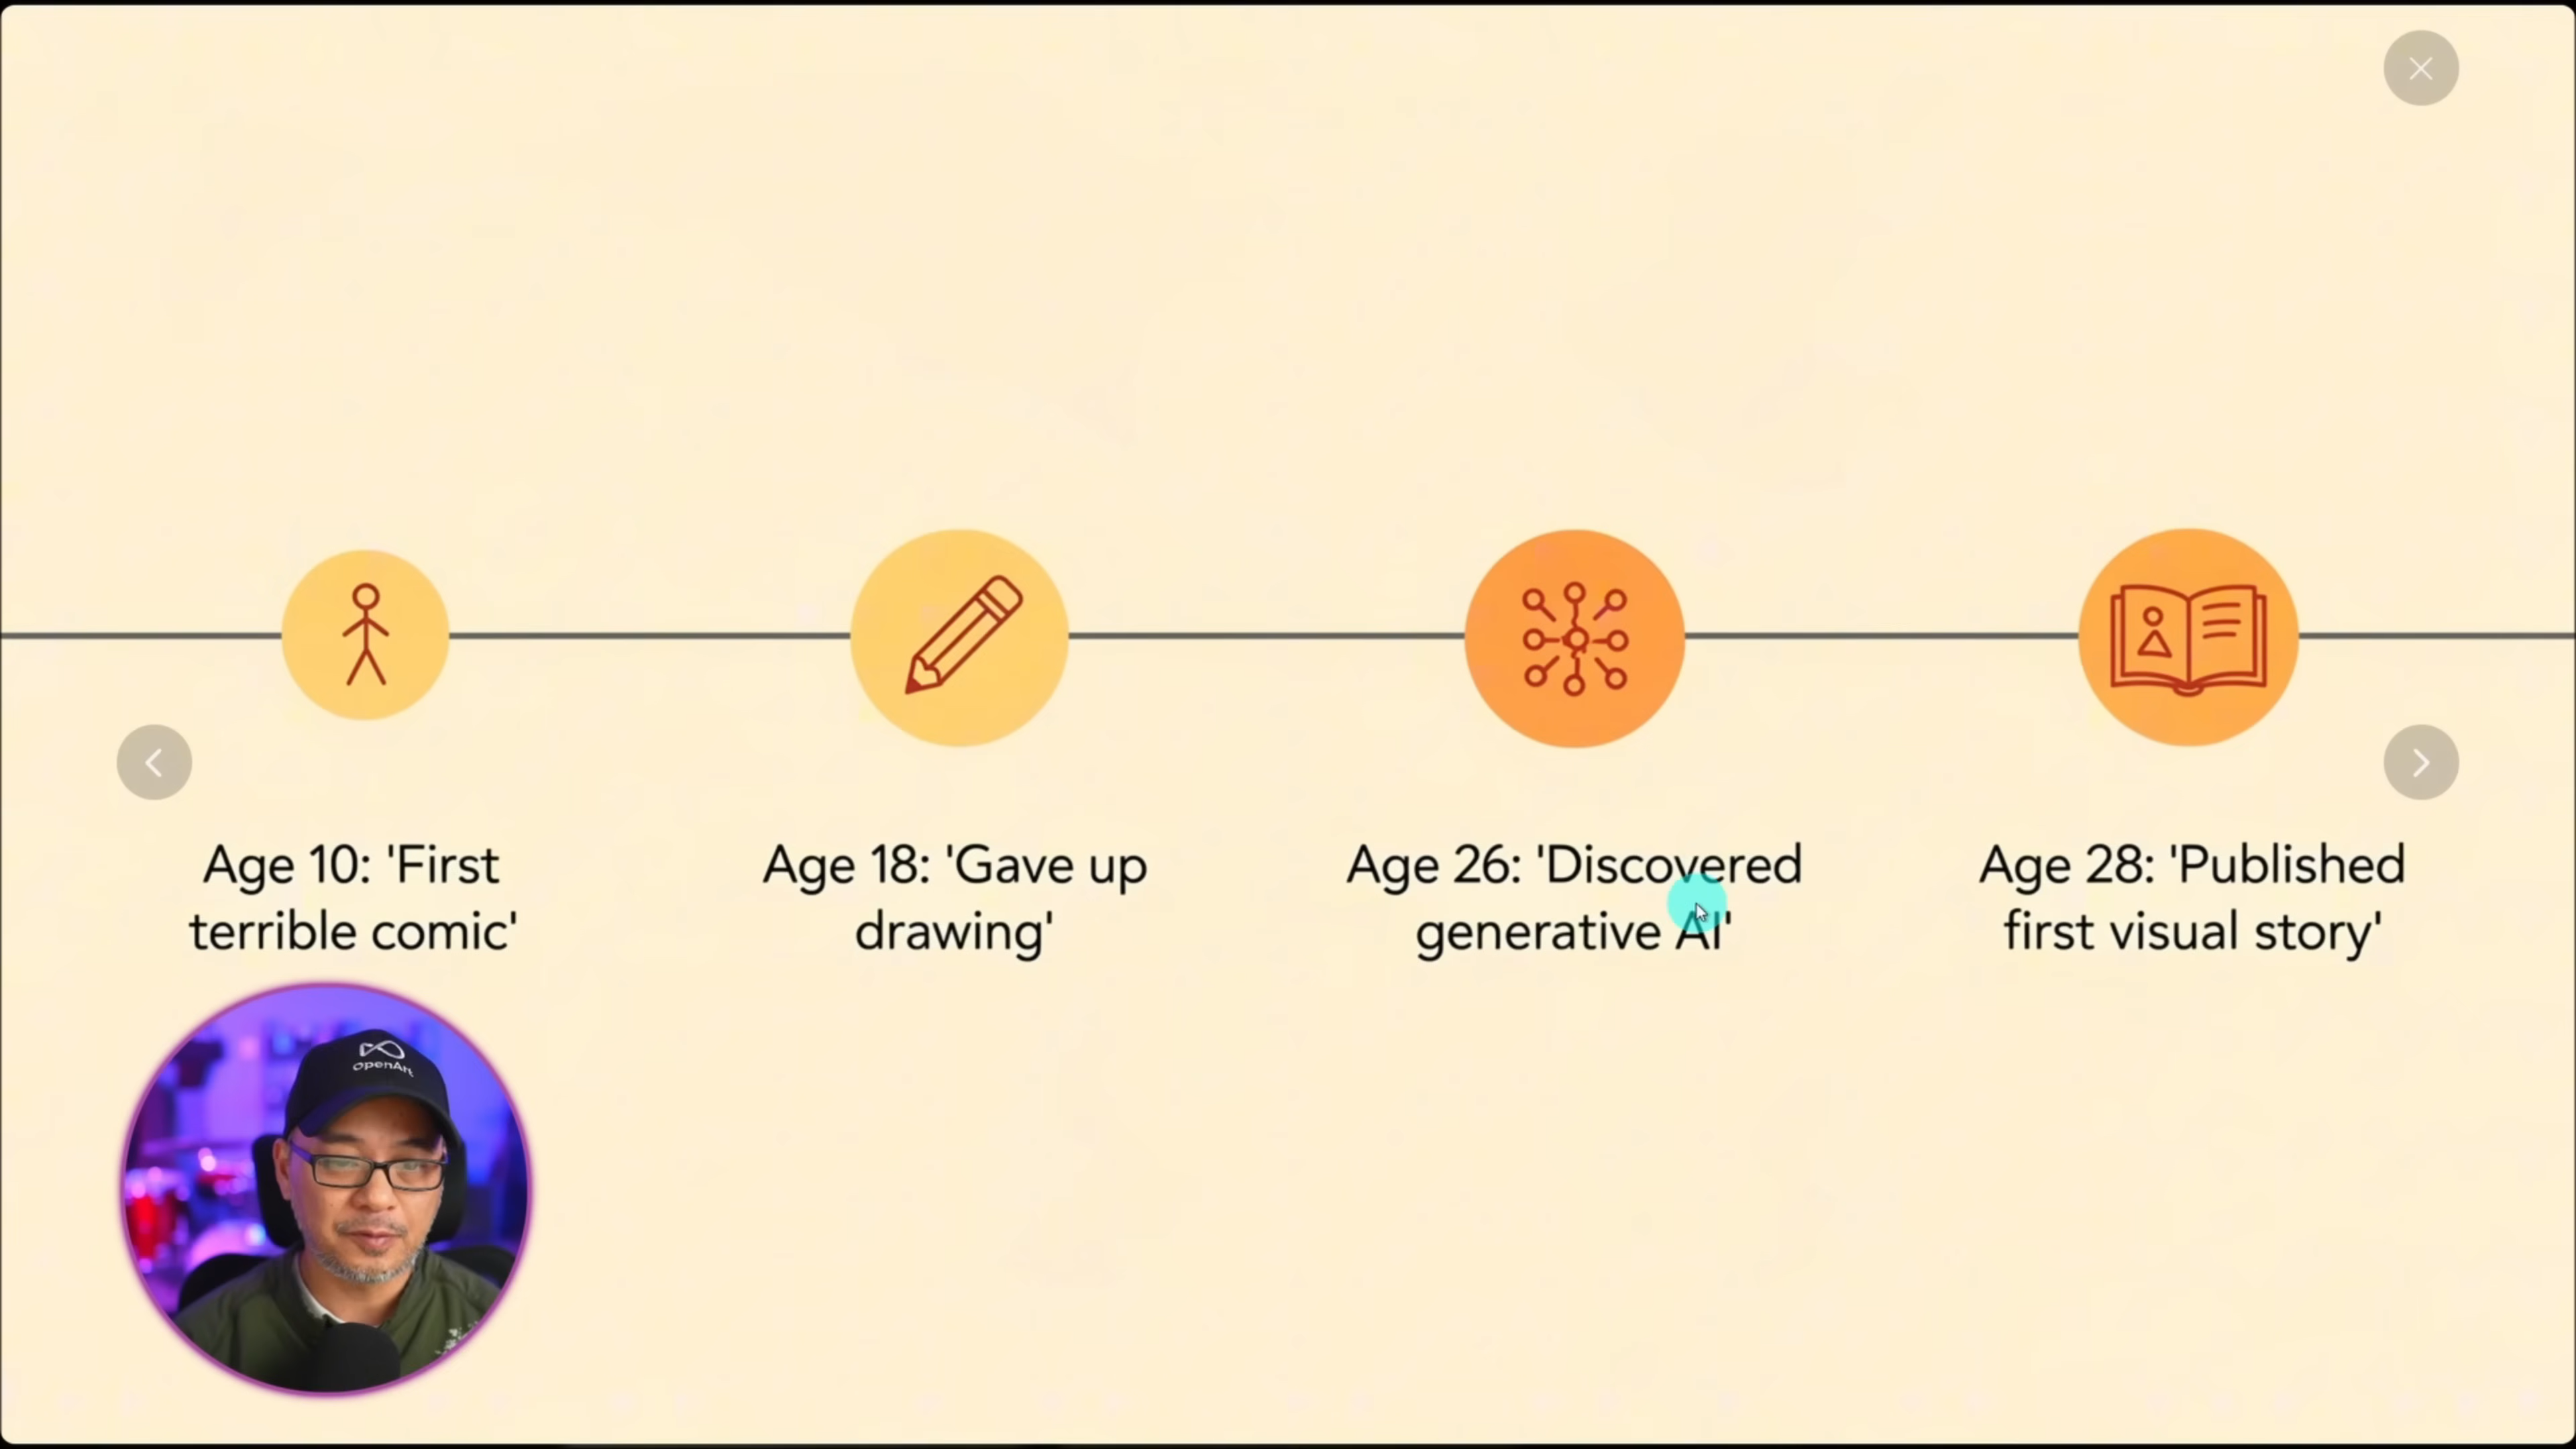 Age 10: 'First
terrible comic'
Age 18: 'Gave up
drawing'
Age 26: 'Discovered
generative AI'
Age 28: 'Published
first visual story'
OpenArt